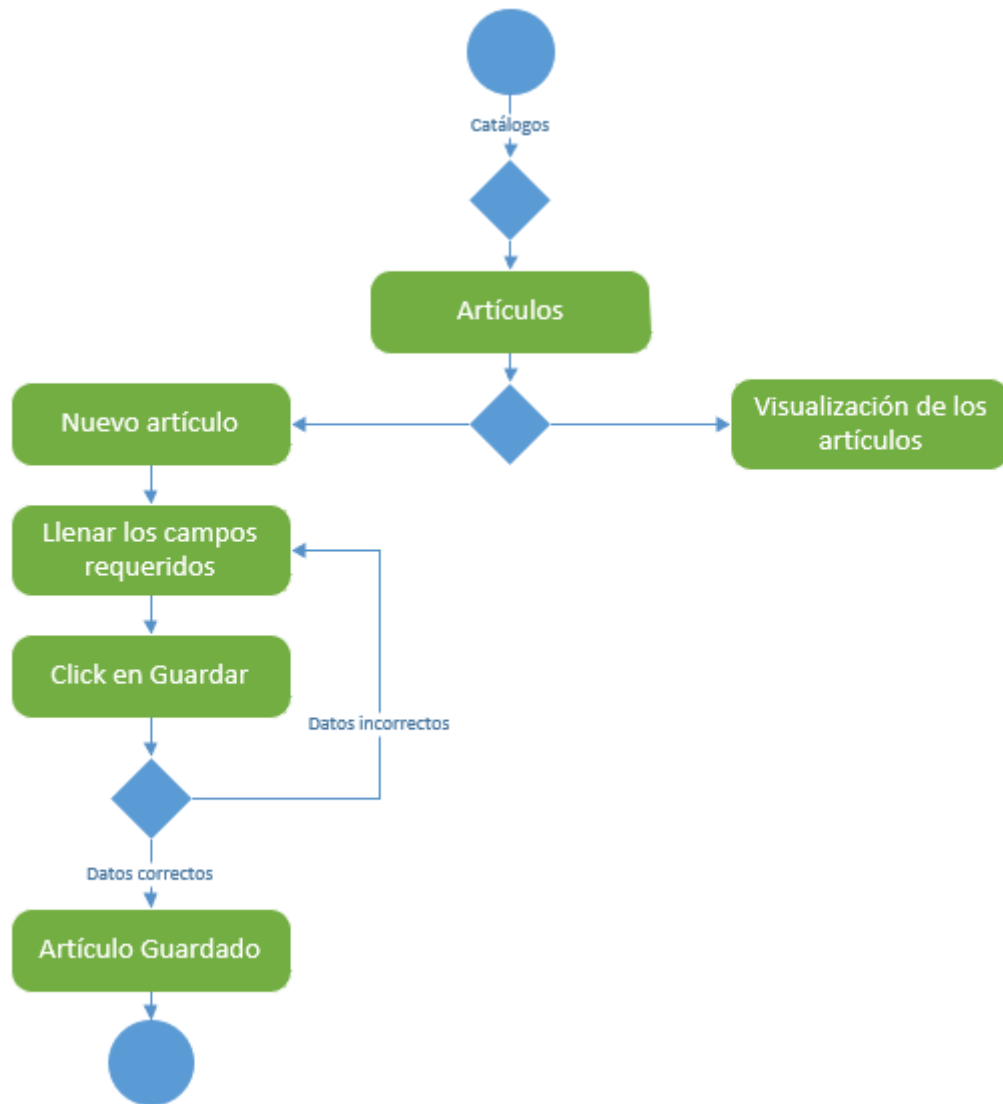 Catálogos
Artículos
Nuevo artículo
Visualización de los
artículos
Llenar los campos
requeridos
Click en Guardar
Datos incorrectos
Datos correctos
Artículo Guardado